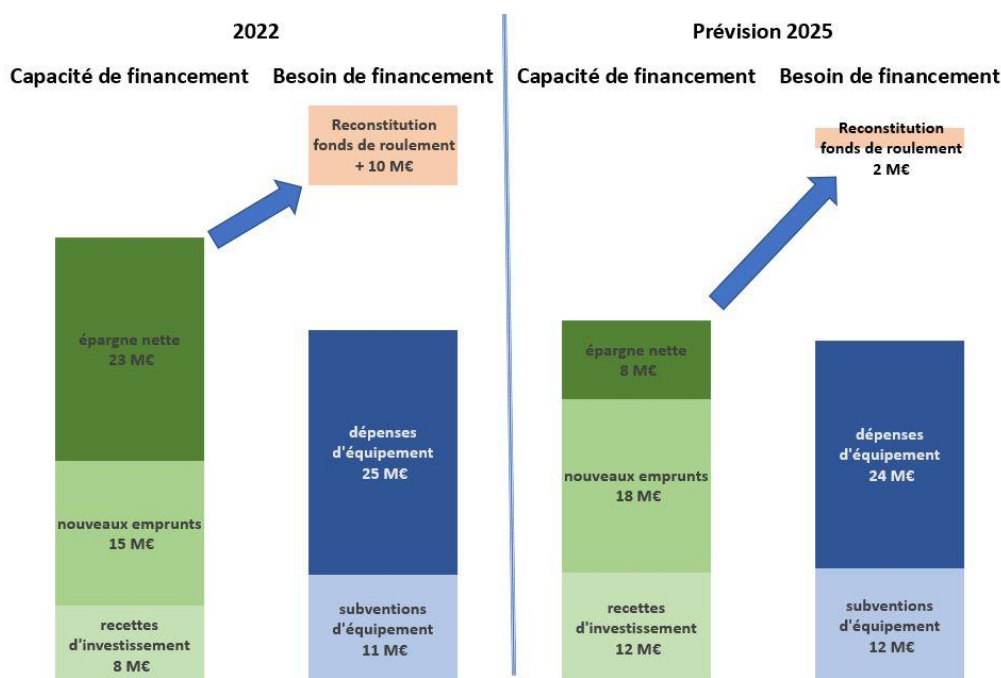 2022
Capacité de financement
Besoin de financement
Reconstitution
fonds de roulement
+ 10 M€
épargne nette
23 M€
nouveaux emprunts
15 M€
recettes
d'investissement
8 M€
dépenses
d'équipement
25 M€
subventions
d'équipement
11 M€
Prévision 2025
Capacité de financement
Besoin de financement
Reconstitution
fonds de roulement
2 M€
épargne nette
8 M€
nouveaux emprunts
18 M€
recettes
d'investissement
12 M€
dépenses
d'équipement
24 M€
subventions
d'équipement
12 M€